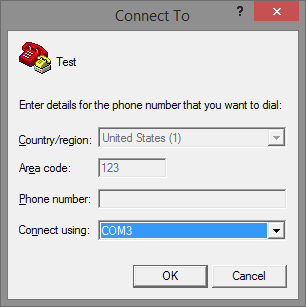 Connect To
?
Test
Enter details for the phone number that you want to dial:
Country/region: United States (1)
Area code: 123
Phone number:
Connect using: COM3
OK Cancel